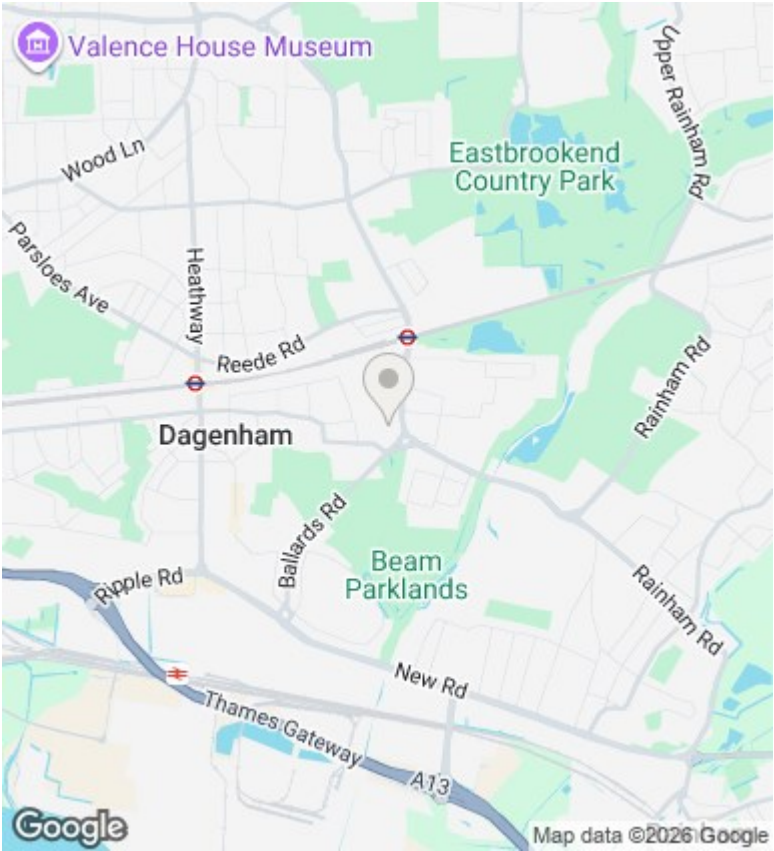 Valence House Museum
Upper Rainham Rd
Wood Ln
Eastbrookend
Country Park
Parsloes Ave
Heathway
Reede Rd
Rainham Rd
Dagenham
Ballards Rd
Beam
Parklands
Ripple Rd
Rainham Rd
New Rd
Thames Gateway
A13
Google
Map data ©2026 Google